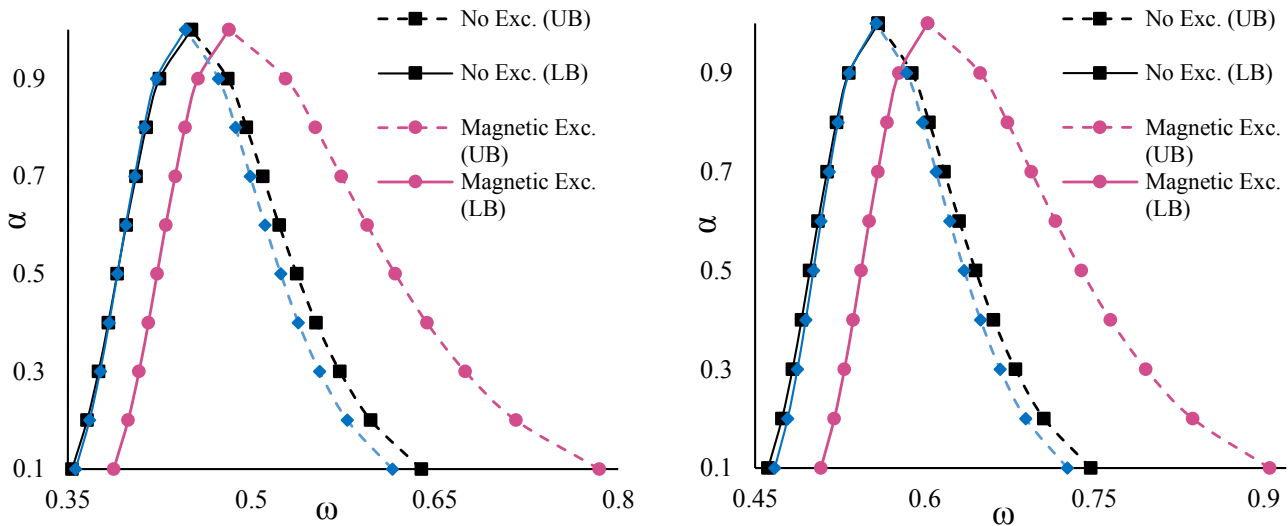 No Exc. (UB)
0.9
No Exc. (LB)
Magnetic Exc.
(UB)
0.7
Magnetic Exc.
(LB)
α
0.5
0.3
0.1
0.35
0.5
0.65
0.8
ω
No Exc. (UB)
0.9
No Exc. (LB)
Magnetic Exc.
(UB)
0.7
Magnetic Exc.
(LB)
α
0.5
0.3
0.1
0.45
0.6
0.75
0.9
ω